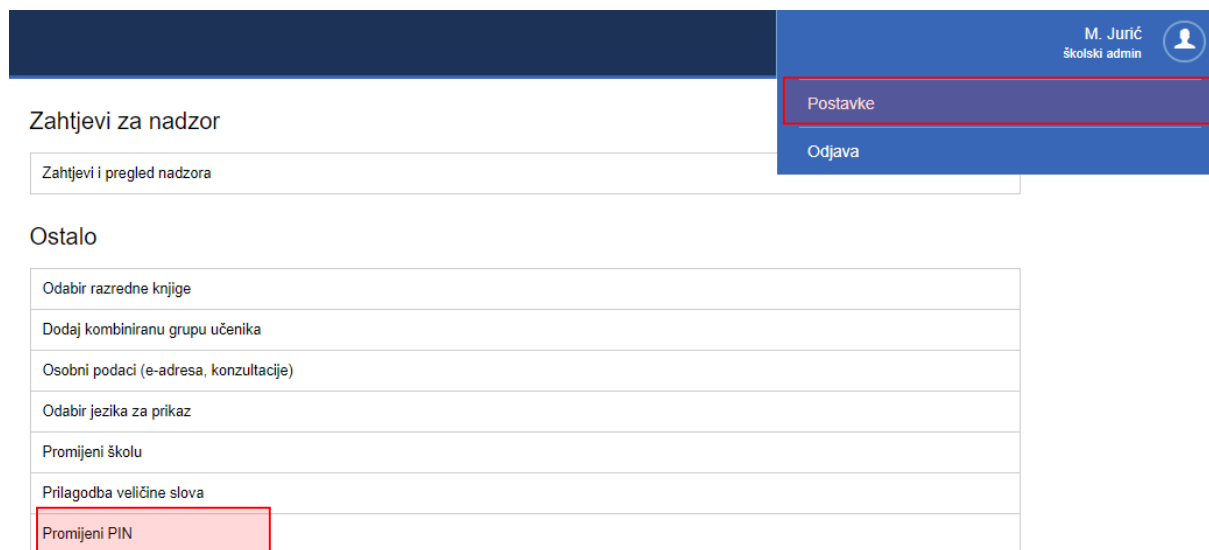 M. Jurić
školski admin
Postavke
Odjava
Zahtjevi za nadzor
Zahtjevi i pregled nadzora
Ostalo
Odabir razredne knjige
Dodaj kombiniranu grupu učenika
Osobni podaci (e-adresa, konzultacije)
Odabir jezika za prikaz
Promijeni školu
Prilagodba veličine slova
Promijeni PIN